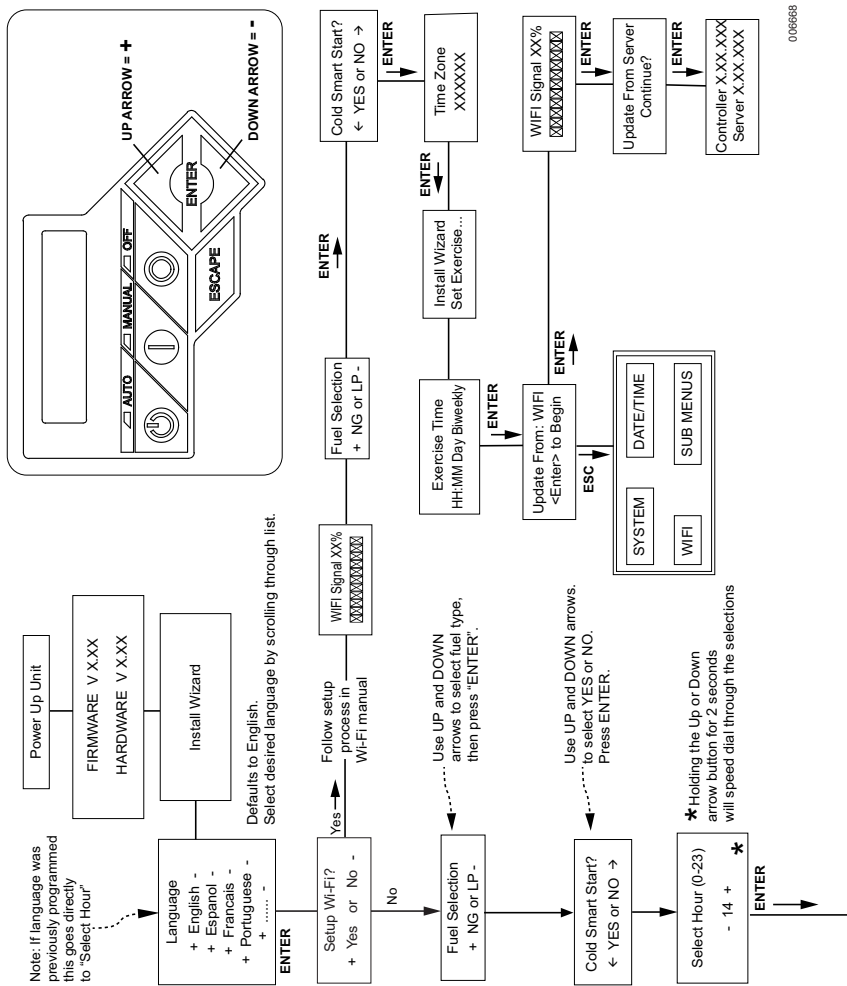 Power Up Unit
FIRMWARE V X.XX
HARDWARE V X.XX
Install Wizard
Note: If language was
previously programmed
this goes directly
to “Select Hour”
Language
+ English -
+ Espanol -
+ Francais -
+ Portuguese -
+ ...... -
Defaults to English.
Select desired language by scrolling through list.
ENTER
Setup Wi-Fi?
+ Yes or No -
Yes
Follow setup
process in
Wi-Fi manual
No
WIFI Signal XX%
Fuel Selection
+ NG or LP -
ENTER
Cold Smart Start?
← YES or NO →
ENTER
Time Zone
XXXXXX
ENTER
Install Wizard
Set Exercise...
Exercise Time
HH:MM Day Biweekly
ENTER
Update From: WIFI
<Enter> to Begin
ENTER
ESC
WIFI Signal XX%
ENTER
Update From Server
Continue?
ENTER
Controller X.XX.XXX
Server X.XX.XXX
SYSTEM
DATE/TIME
WIFI
SUB MENUS
Fuel Selection
+ NG or LP -
Use UP and DOWN
arrows to select fuel type,
then press “ENTER”.
Cold Smart Start?
← YES or NO →
Use UP and DOWN arrows.
to select YES or NO.
Press ENTER.
Select Hour (0-23)
- 14 +
*
ENTER
*Holding the Up or Down
arrow button for 2 seconds
will speed dial through the selections
AUTO
MANUAL
OFF
ESCAPE
ENTER
UP ARROW = +
DOWN ARROW = -
006668